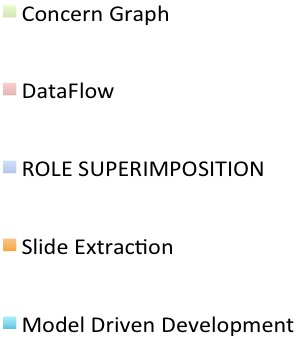 Concern Graph
DataFlow
ROLE SUPERIMPOSITION
Slide Extraction
Model Driven Development